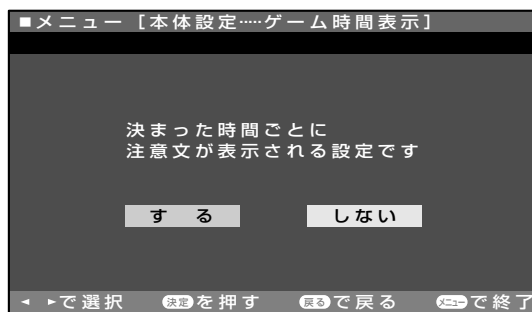 ■メニュー [本体設定……ゲーム時間表示]
決まった時間ごとに
注意文が表示される設定です
する しない
◀ ▶で選択 決定を押す 戻るで戻る メニューで終了